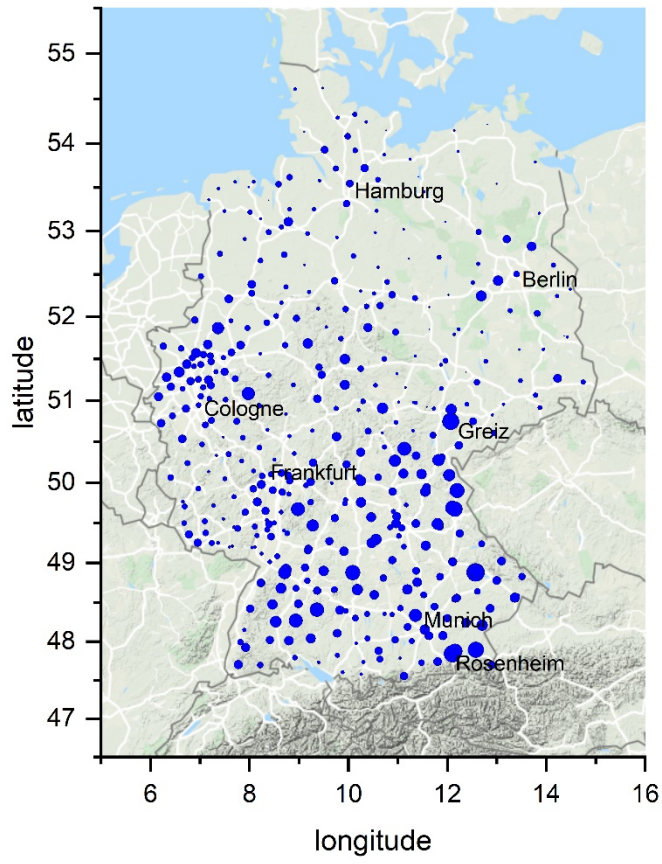 55
54
Hamburg
53
Berlin
52
latitude
51
Cologne
Greiz
50
Frankfurt
49
48
Munich
Rosenheim
47
6 8 10 12 14 16
longitude